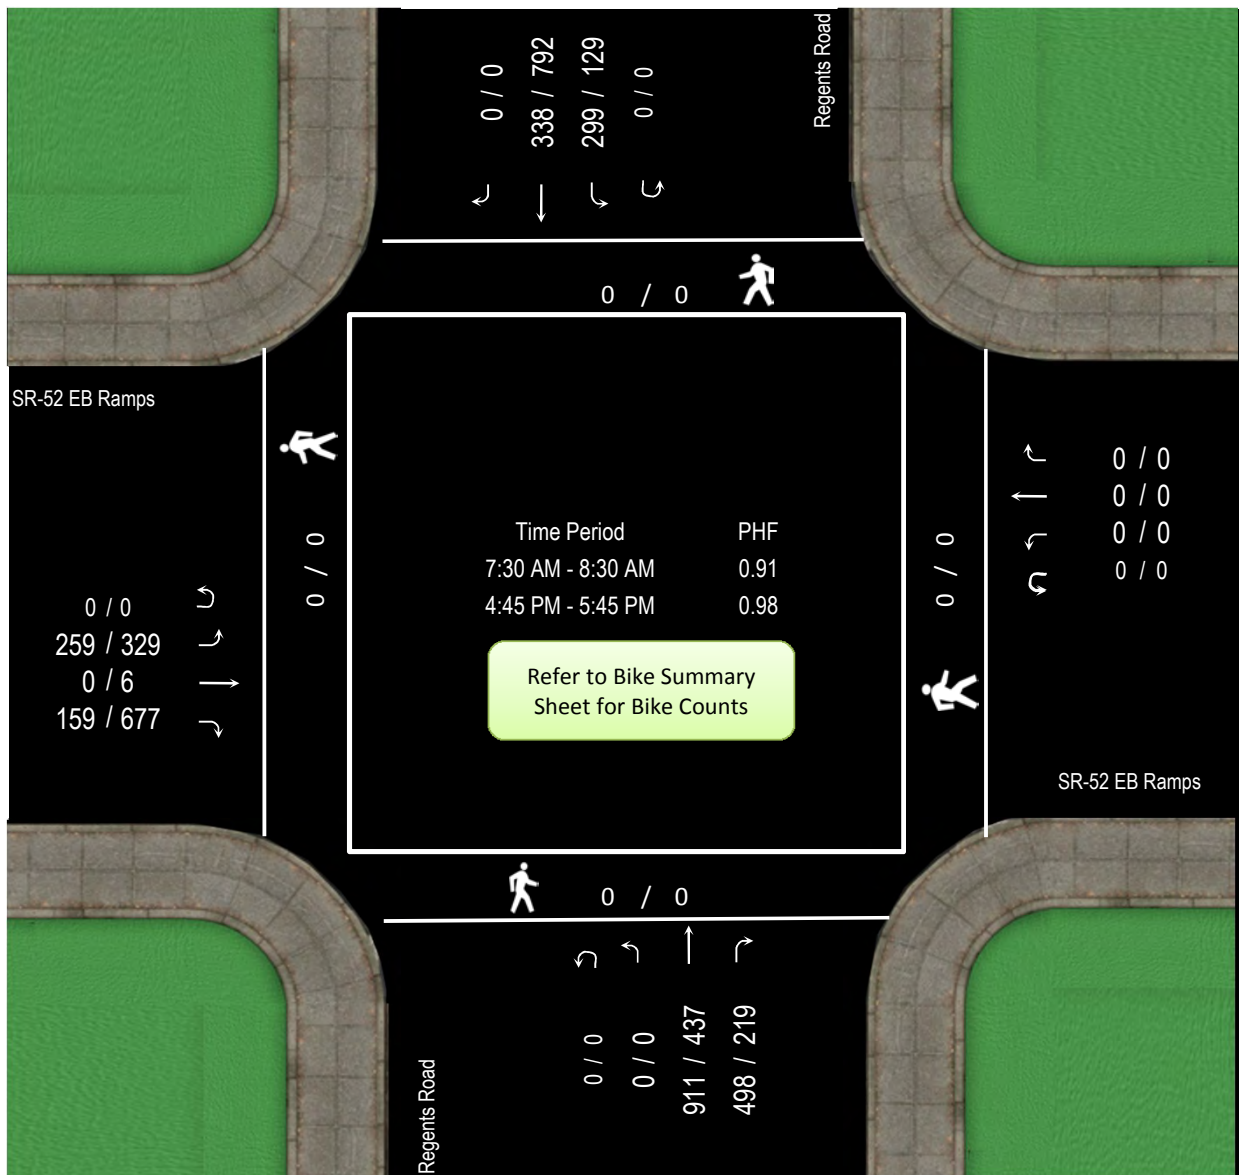 Regents Road
0 / 0
338 / 792
299 / 129
0 / 0
0 / 0
SR-52 EB Ramps
0 / 0
0 / 0
0 / 0
0 / 0
0 / 0
0 / 0
Time Period PHF
7:30 AM - 8:30 AM 0.91
4:45 PM - 5:45 PM 0.98
0 / 0
259 / 329
0 / 6
159 / 677
Refer to Bike Summary
Sheet for Bike Counts
SR-52 EB Ramps
0 / 0
0 / 0
0 / 0
0 / 0
911 / 437
498 / 219
Regents Road